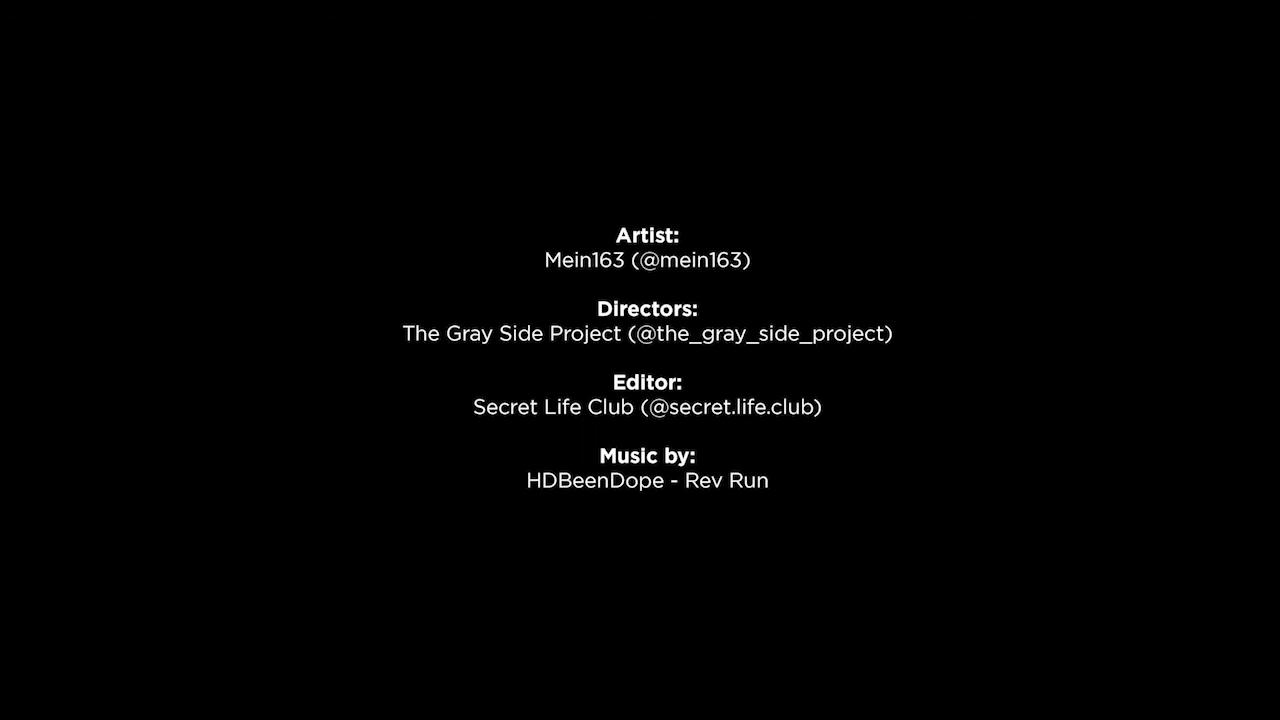 Artist:
Mein163 (@mein163)
Directors:
The Gray Side Project (@the_gray_side_project)
Editor:
Secret Life Club (@secret.life.club)
Music by:
HDBeenDope - Rev Run